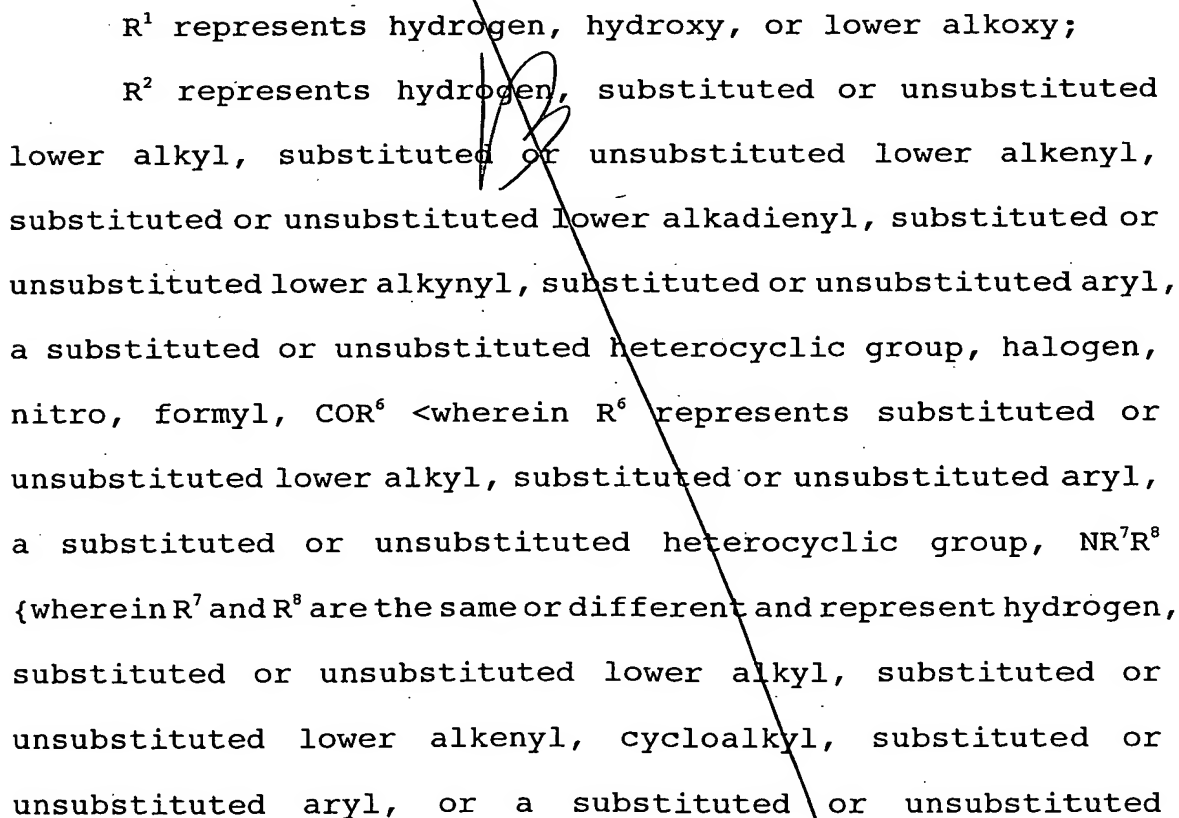 R¹ represents hydrogen, hydroxy, or lower alkoxy;
R² represents hydrogen, substituted or unsubstituted
lower alkyl, substituted or unsubstituted lower alkenyl,
substituted or unsubstituted lower alkadienyl, substituted or
unsubstituted lower alkynyl, substituted or unsubstituted aryl,
a substituted or unsubstituted heterocyclic group, halogen,
nitro, formyl, COR⁶ <wherein R⁶ represents substituted or
unsubstituted lower alkyl, substituted or unsubstituted aryl,
a substituted or unsubstituted heterocyclic group, NR⁷R⁸
{wherein R⁷ and R⁸ are the same or different and represent hydrogen,
substituted or unsubstituted lower alkyl, substituted or
unsubstituted lower alkenyl, cycloalkyl, substituted or
unsubstituted aryl, or a substituted or unsubstituted